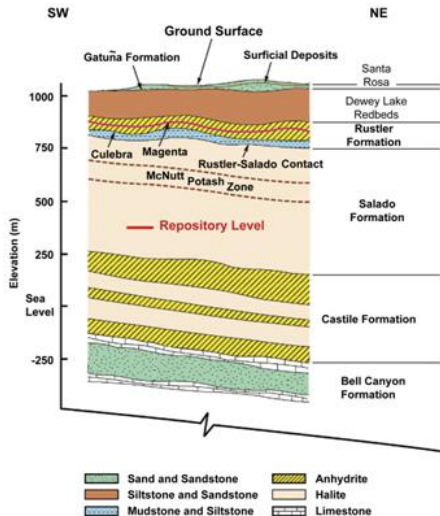 SW
NE
Ground Surface
Gatuña Formation
Surficial Deposits
Santa
Rosa
1000
Dewey Lake
Redbeds
Rustler
Formation
750
Culebra
Magenta
Rustler-Salado Contact
McNutt Potash Zone
500
Salado
Formation
Repository Level
Elevation (m)
250
Sea
Level
Castile Formation
-250
Bell Canyon
Formation
Sand and Sandstone
Siltstone and Sandstone
Mudstone and Siltstone
Anhydrite
Halite
Limestone